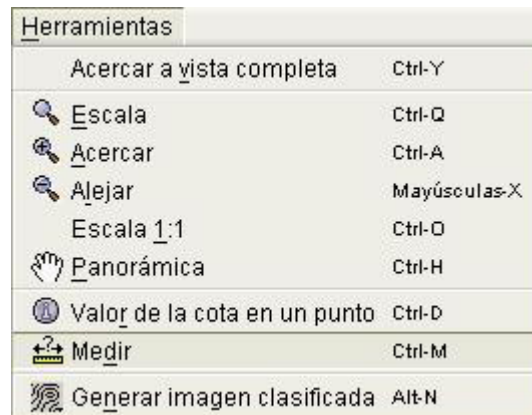 Herramientas
Acercar a vista completa Ctrl-Y
Escala Ctrl-Q
Acercar Ctrl-A
Alejar Mayúsculas-X
Escala 1:1 Ctrl-O
Panorámica Ctrl-H
Valor de la cota en un punto Ctrl-D
Medir Ctrl-M
Generar imagen clasificada Alt-N